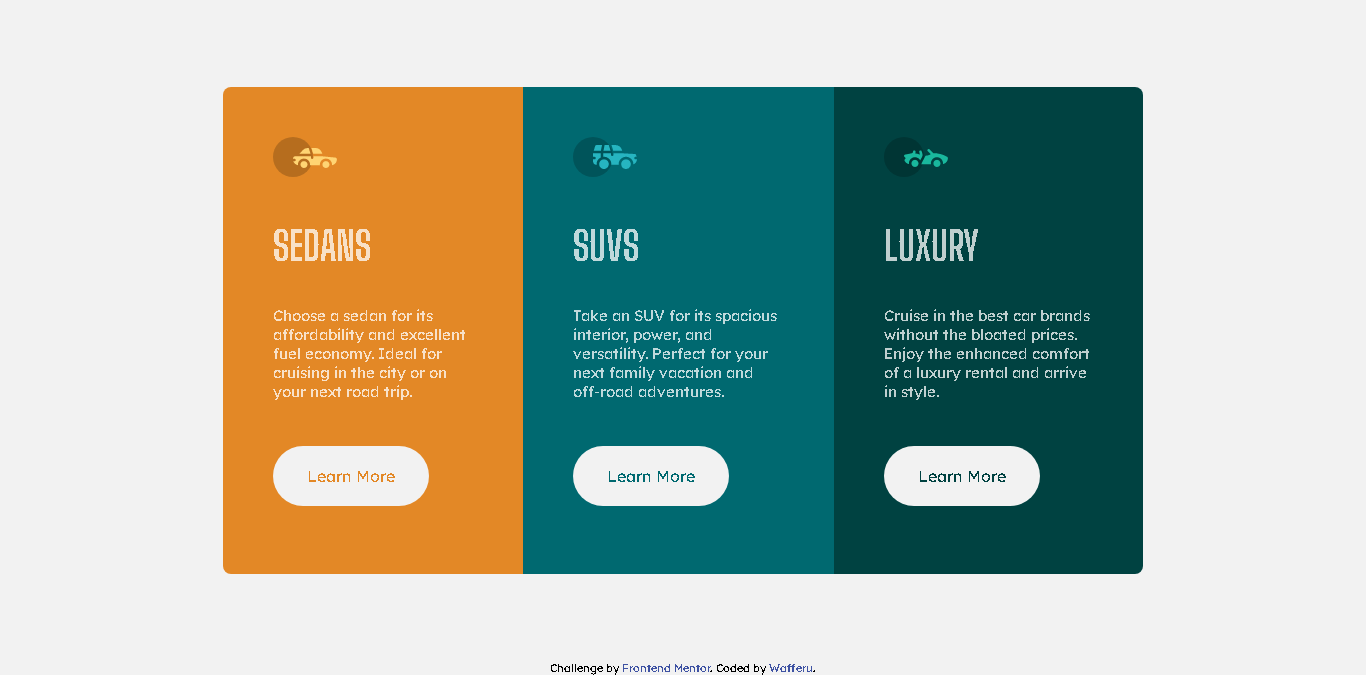 SEDANS
Choose a sedan for its
affordability and excellent
fuel economy. Ideal for
cruising in the city or on
your next road trip.
Learn More
SUVS
Take an SUV for its spacious
interior, power, and
versatility. Perfect for your
next family vacation and
off-road adventures.
Learn More
LUXURY
Cruise in the best car brands
without the bloated prices.
Enjoy the enhanced comfort
of a luxury rental and arrive
in style.
Learn More
Challenge by Frontend Mentor. Coded by Wafferu.